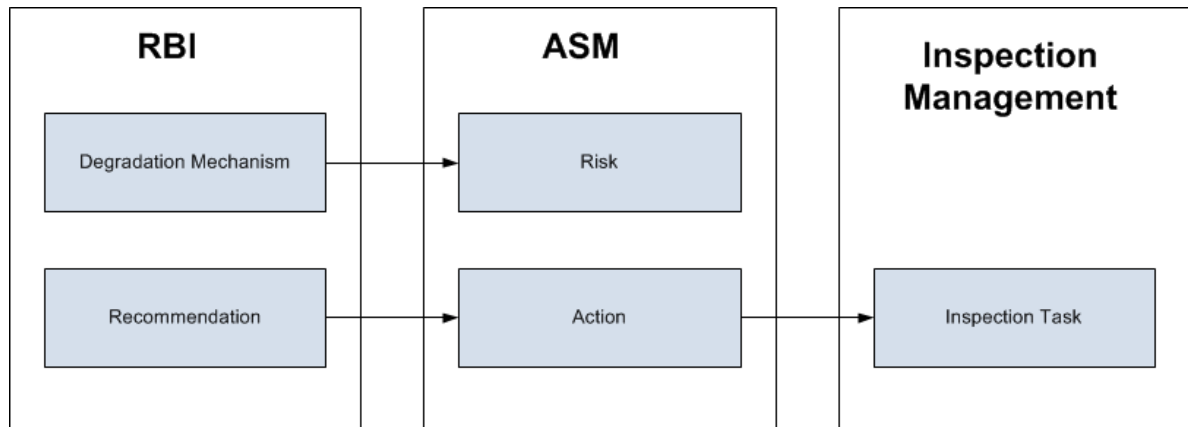 RBI
ASM
Inspection
Management
Degradation Mechanism
Risk
Recommendation
Action
Inspection Task